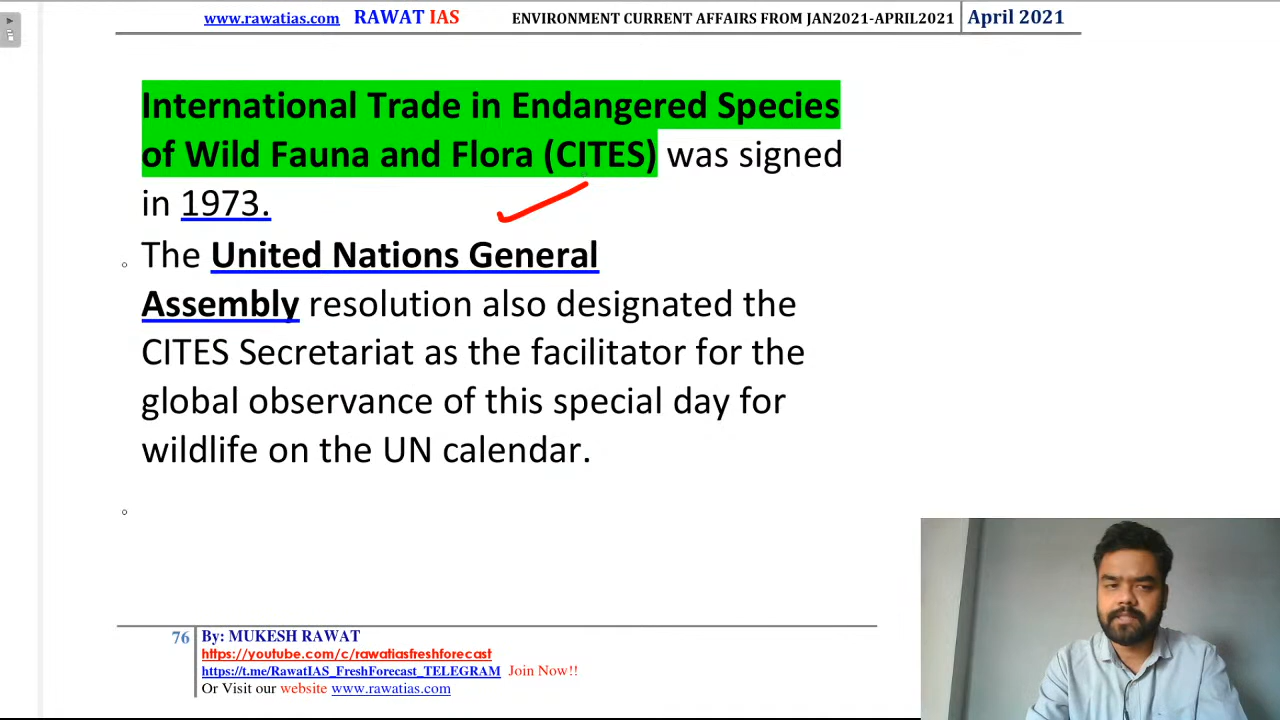 www.rawatias.com RAWAT IAS ENVIRONMENT CURRENT AFFAIRS FROM JAN2021-APRIL2021 April 2021
International Trade in Endangered Species
of Wild Fauna and Flora (CITES) was signed
in 1973.
The United Nations General
Assembly resolution also designated the
CITES Secretariat as the facilitator for the
global observance of this special day for
wildlife on the UN calendar.
76 By: MUKESH RAWAT
https://youtube.com/c/rawatiasfreshforecast
https://t.me/RawatIAS_FreshForecast_TELEGRAM Join Now!!
Or Visit our website www.rawatias.com